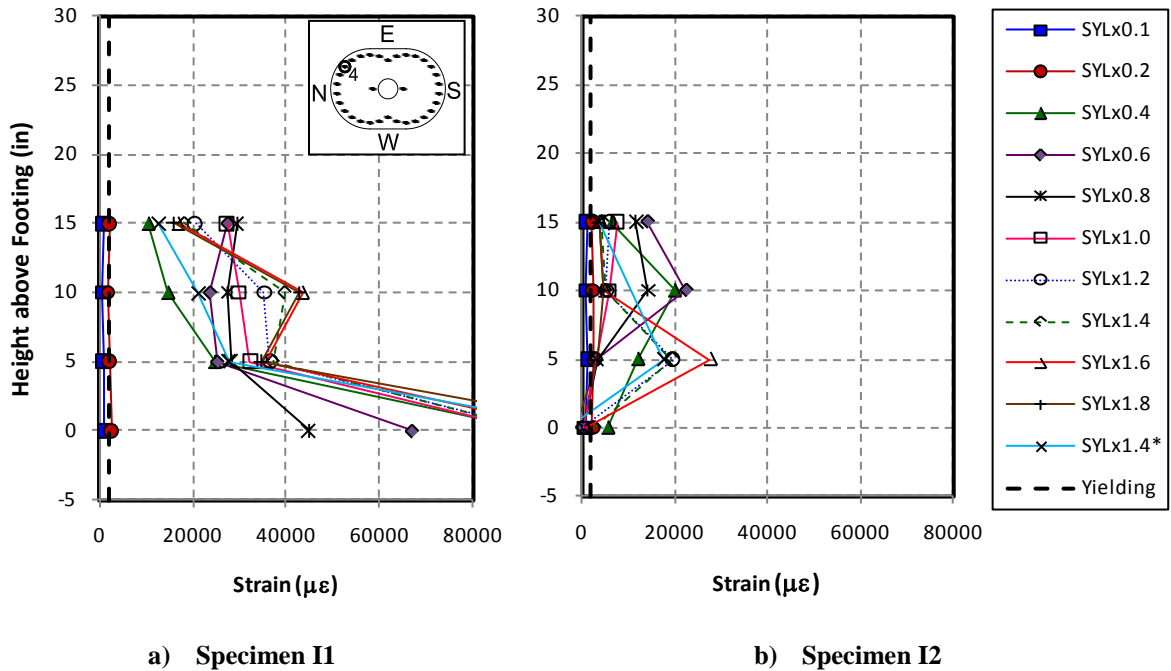 30
25
20
15
10
5
0
-5
Height above Footing (in)
0 20000 40000 60000 80000
Strain (με)
E
4
N S
W
30
25
20
15
10
5
0
-5
0 20000 40000 60000 80000
Strain (με)
SYLx0.1
SYLx0.2
SYLx0.4
SYLx0.6
SYLx0.8
SYLx1.0
SYLx1.2
SYLx1.4
SYLx1.6
SYLx1.8
SYLx1.4*
Yielding
a) Specimen I1
b) Specimen I2